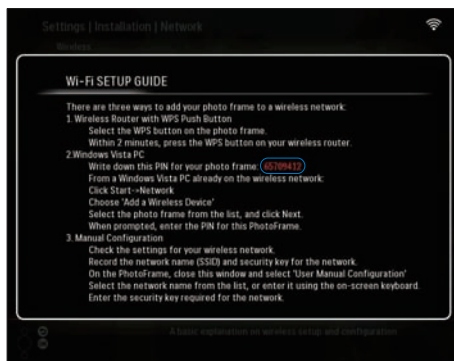 Settings | Installation | Network
Wireless
Wi-Fi SETUP GUIDE
There are three ways to add your photo frame to a wireless network:
1. Wireless Router with WPS Push Button
Select the WPS button on the photo frame.
Within 2 minutes, press the WPS button on your wireless router.
2.Windows Vista PC
Write down this PIN for your photo frame: 65709412
From a Windows Vista PC already on the wireless network:
Click Start->Network
Choose 'Add a Wireless Device'
Select the photo frame from the list, and click Next.
When prompted, enter the PIN for this PhotoFrame.
3. Manual Configuration
Check the settings for your wireless network.
Record the network name (SSID) and security key for the network.
On the PhotoFrame, close this window and select 'User Manual Configuration'
Select the network name from the list, or enter it using the on-screen keyboard.
Enter the security key required for the network.
A basic explanation on wireless setup and configuration